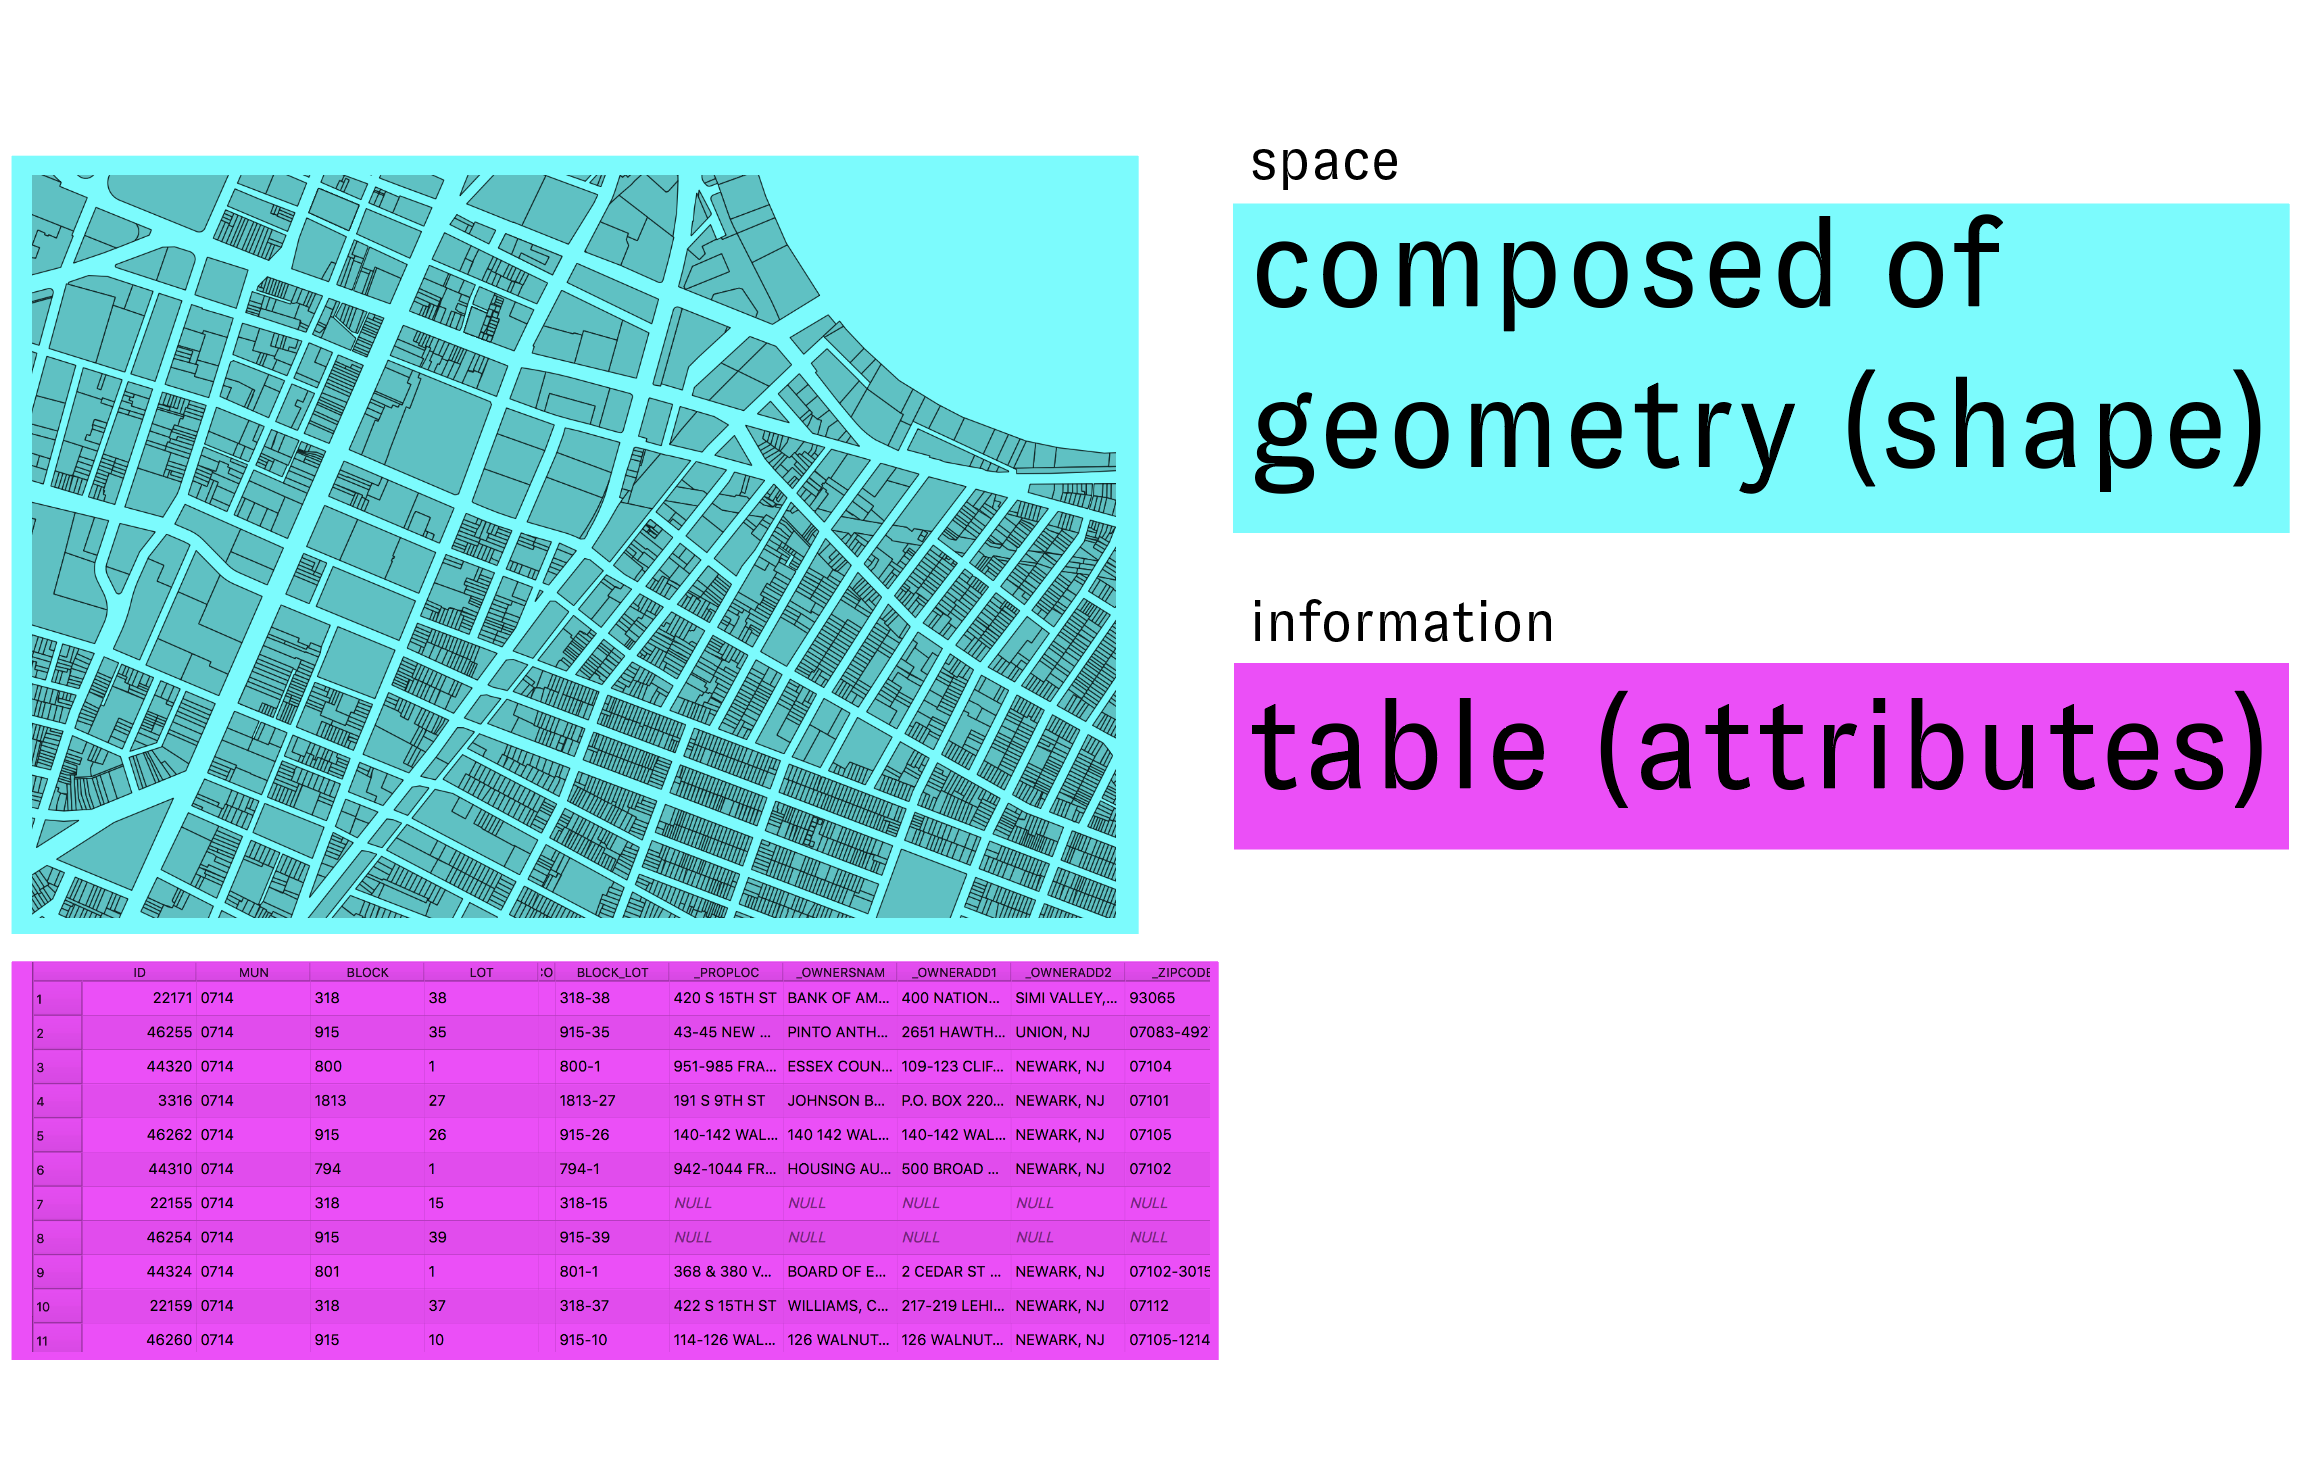 space
composed of
geometry (shape)
information
table (attributes)
ID MUN BLOCK LOT :O BLOCK_LOT _PROPLOC _OWNERSNAM _OWNERADD1 _OWNERADD2 _ZIPCODE
1 22171 0714 318 38 318-38 420 S 15TH ST BANK OF AM... 400 NATION... SIMI VALLEY,... 93065
2 46255 0714 915 35 915-35 43-45 NEW ... PINTO ANTH... 2651 HAWTH... UNION, NJ 07083-492
3 44320 0714 800 1 800-1 951-985 FRA... ESSEX COUN... 109-123 CLIF... NEWARK, NJ 07104
4 3316 0714 1813 27 1813-27 191 S 9TH ST JOHNSON B... P.O. BOX 220... NEWARK, NJ 07101
5 46262 0714 915 26 915-26 140-142 WAL... 140 142 WAL... 140-142 WAL... NEWARK, NJ 07105
6 44310 0714 794 1 794-1 942-1044 FR... HOUSING AU... 500 BROAD ... NEWARK, NJ 07102
7 22155 0714 318 15 318-15 NULL NULL NULL NULL NULL
8 46254 0714 915 39 915-39 NULL NULL NULL NULL NULL
9 44324 0714 801 1 801-1 368 & 380 V... BOARD OF E... 2 CEDAR ST ... NEWARK, NJ 07102-3015
10 22159 0714 318 37 318-37 422 S 15TH ST WILLIAMS, C... 217-219 LEHI... NEWARK, NJ 07112
11 46260 0714 915 10 915-10 114-126 WAL... 126 WALNUT... 126 WALNUT... NEWARK, NJ 07105-1214